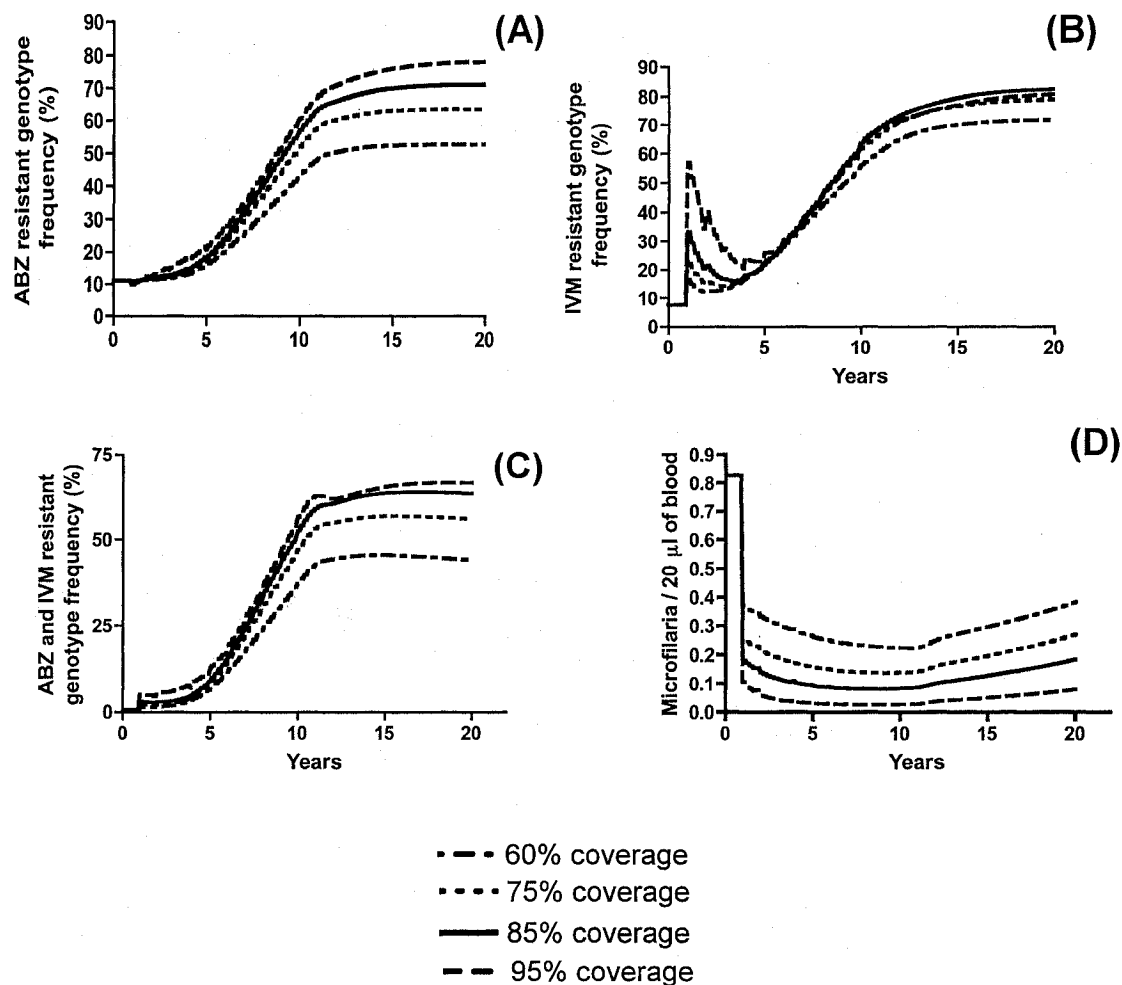 (A)
ABZ resistant genotype
frequency (%)
90
80
70
60
50
40
30
20
10
0
0 5 10 15 20
(B)
IVM resistant genotype
frequency (%)
90
80
70
60
50
40
30
20
10
0
0 5 10 15 20
Years
(C)
ABZ and IVM resistant
genotype frequency (%)
75
50
25
0
0 5 10 15 20
Years
(D)
Microfilaria / 20 µl of blood
0.9
0.8
0.7
0.6
0.5
0.4
0.3
0.2
0.1
0.0
0 5 10 15 20
Years
60% coverage
75% coverage
85% coverage
95% coverage